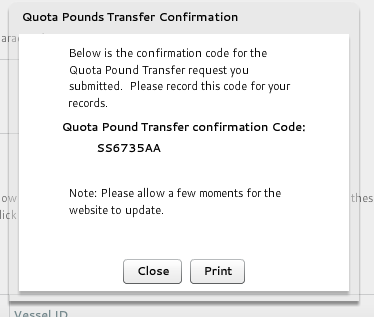 Quota Pounds Transfer Confirmation
Below is the confirmation code for the
Quota Pound Transfer request you
submitted. Please record this code for your
records.
Quota Pound Transfer confirmation Code:
SS6735AA
Note: Please allow a few moments for the
website to update.
Close Print
Vessel ID